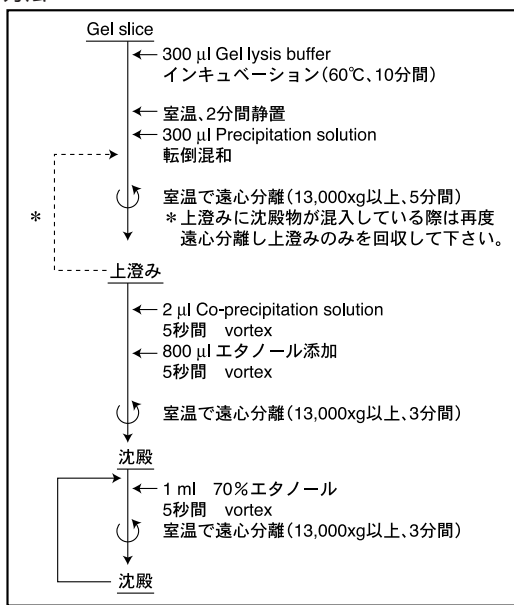 Gel slice
300 µl Gel lysis buffer
インキュベーション(60℃、10分間)
室温、2分間静置
300 µl Precipitation solution
転倒混和
室温で遠心分離(13,000xg以上、5分間)
*上澄みに沈殿物が混入している際は再度
遠心分離し上澄みのみを回収して下さい。
*
上澄み
2 µl Co-precipitation solution
5秒間 vortex
800 µl エタノール添加
5秒間 vortex
室温で遠心分離(13,000xg以上、3分間)
沈殿
1 ml 70%エタノール
5秒間 vortex
室温で遠心分離(13,000xg以上、3分間)
沈殿